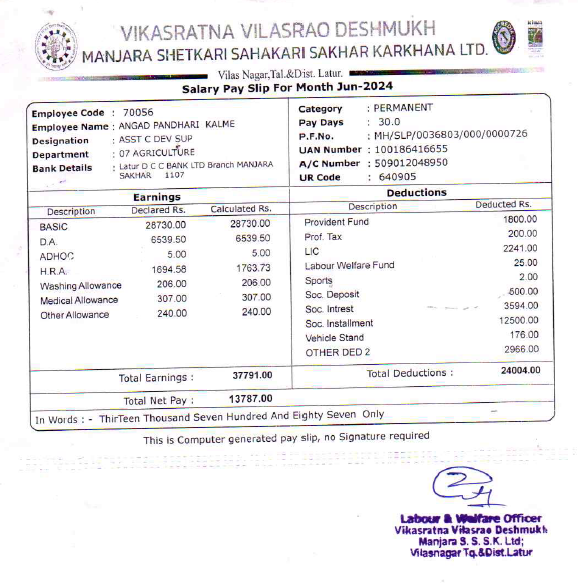 VIKASRATNA VILASRAO DESHMUKH
MANJARA SHETKARI SAHAKARI SAKHAR KARKHANA LTD.
Vilas Nagar,Tal.&Dist. Latur.
Salary Pay Slip For Month Jun-2024
Employee Code : 70056
Employee Name : ANGAD PANDHARI KALME
Designation : ASST C DEV SUP
Department : 07 AGRICULTURE
Bank Details : Latur D C C BANK LTD Branch MANJARA
SAKHAR 1107
Category : PERMANENT
Pay Days : 30.0
P.F.No. : MH/SLP/0036803/000/0000726
UAN Number : 100186416655
A/C Number : 509012048950
UR Code : 640905
Earnings
Description Declared Rs. Calculated Rs.
BASIC 28730.00 28730.00
D.A. 6539.50 6539.50
ADHOC 5.00 5.00
H.R.A. 1694.58 1763.73
Washing Allowance 206.00 206.00
Medical Allowance 307.00 307.00
Other Allowance 240.00 240.00
Deductions
Description Deducted Rs.
Provident Fund 1800.00
Prof. Tax 200.00
LIC 2241.00
Labour Welfare Fund 25.00
Sports 2.00
Soc. Deposit 500.00
Soc. Intrest 3594.00
Soc. Installment 12500.00
Vehicle Stand 176.00
OTHER DED 2 2966.00
Total Earnings : 37791.00
Total Deductions : 24004.00
Total Net Pay : 13787.00
In Words : - ThirTeen Thousand Seven Hundred And Eighty Seven Only
This is Computer generated pay slip, no Signature required
Labour & Walfare Officer
Vikasratna Vilasrao Deshmukh
Manjara S. S. S.K. Ltd;
Vilasnagar Tq.&Dist.Latur